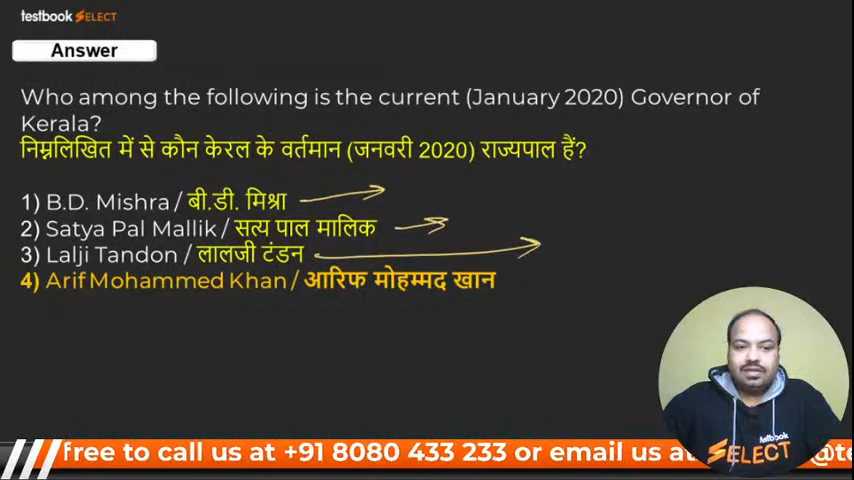 testbook SELECT
Answer
Who among the following is the current (January 2020) Governor of
Kerala?
निम्नलिखित में से कौन केरल के वर्तमान (जनवरी 2020) राज्यपाल हैं?
1) B.D. Mishra / बी.डी. मिश्रा
2) Satya Pal Mallik / सत्य पाल मालिक
3) Lalji Tandon / लालजी टंडन
4) Arif Mohammed Khan / आरिफ मोहम्मद खान
testbook
SELECT
free to call us at +91 8080 433 233 or email us at